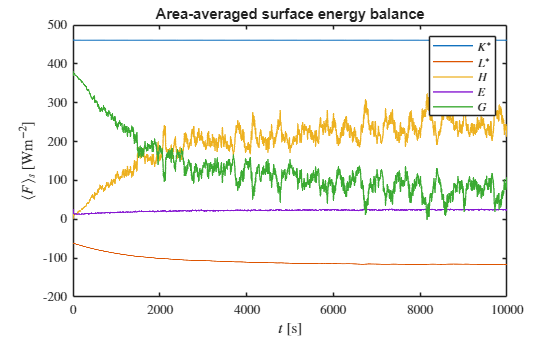 Area-averaged surface energy balance
500
400
300
200
100
0
-100
-200
⟨F⟩ₛ [Wm⁻²]
K*
L*
H
E
G
0 2000 4000 6000 8000 10000
t [s]